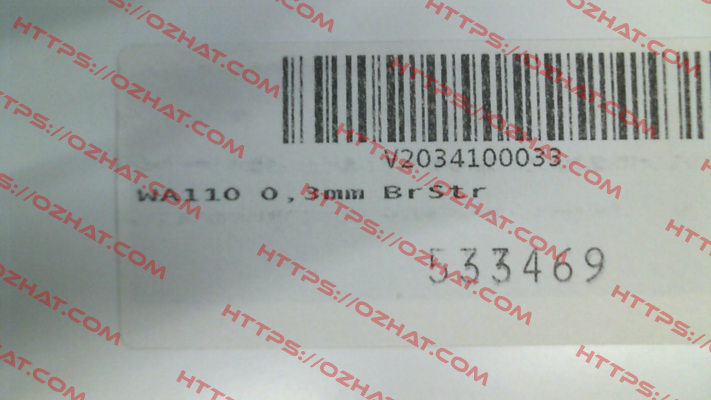 V2034100033
WA110 0,3mm BrStr
533469
HTTPS://OZHAT.COM